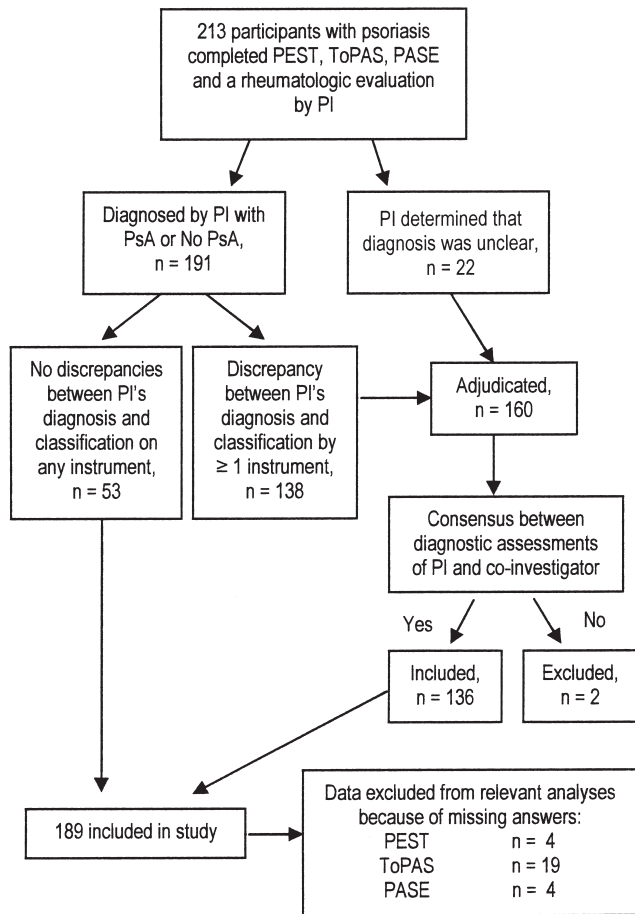 213 participants with psoriasis
completed PEST, ToPAS, PASE
and a rheumatologic evaluation
by PI
Diagnosed by PI with
PsA or No PsA,
n = 191
PI determined that
diagnosis was unclear,
n = 22
No discrepancies
between PI's
diagnosis and
classification on
any instrument,
n = 53
Discrepancy
between PI's
diagnosis and
classification by
≥ 1 instrument,
n = 138
Adjudicated,
n = 160
Consensus between
diagnostic assessments
of PI and co-investigator
Yes
No
Included,
n = 136
Excluded,
n = 2
189 included in study
Data excluded from relevant analyses
because of missing answers:
PEST n = 4
ToPAS n = 19
PASE n = 4